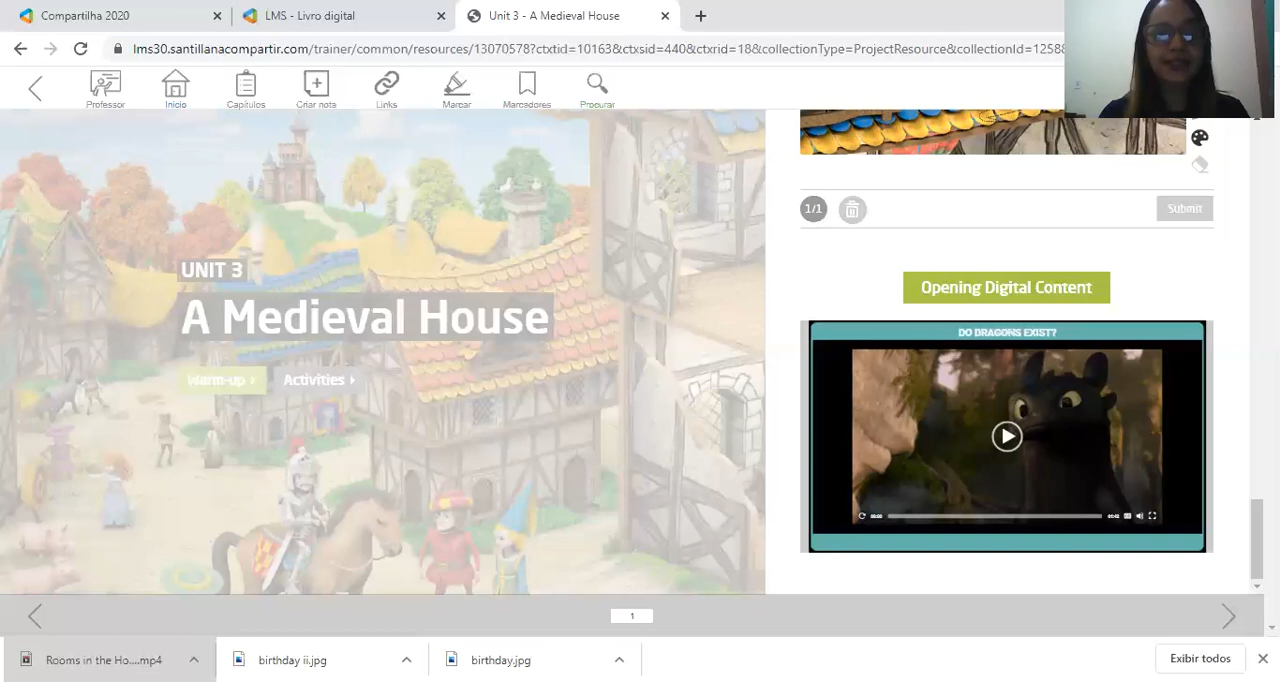 Compartilha 2020
LMS - Livro digital
Unit 3 - A Medieval House
lms30.santillanacompartir.com/trainer/common/resources/13070578?ctxtid=10163&ctxsid=440&ctxrid=18&collectionType=ProjectResource&collectionId=1258
Professor
Início
Capítulos
Criar nota
Links
Marcar
Marcadores
Procurar
1/1
Submit
UNIT 3
A Medieval House
Warm-up ›
Activities ›
Opening Digital Content
DO DRAGONS EXIST?
00:00
1
Rooms in the Ho....mp4
birthday ii.jpg
birthday.jpg
Exibir todos